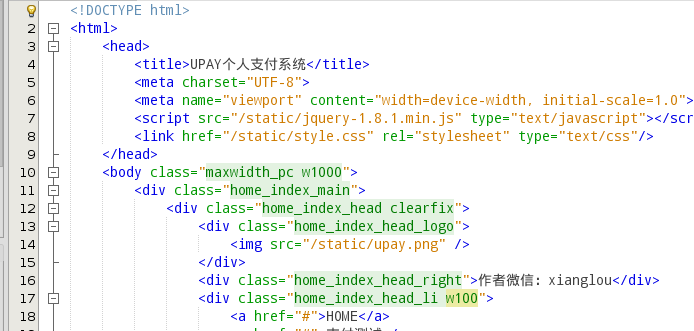 <!DOCTYPE html>
2 <html>
3 <head>
4 <title>UPAY个人支付系统</title>
5 <meta charset="UTF-8">
6 <meta name="viewport" content="width=device-width, initial-scale=1.0">
7 <script src="/static/jquery-1.8.1.min.js" type="text/javascript"></scr
8 <link href="/static/style.css" rel="stylesheet" type="text/css"/>
9 </head>
10 <body class="maxwidth_pc w1000">
11 <div class="home_index_main">
12 <div class="home_index_head clearfix">
13 <div class="home_index_head_logo">
14 <img src="/static/upay.png" />
15 </div>
16 <div class="home_index_head_right">作者微信：xianglou</div>
17 <div class="home_index_head_li w100">
18 <a href="#">HOME</a>